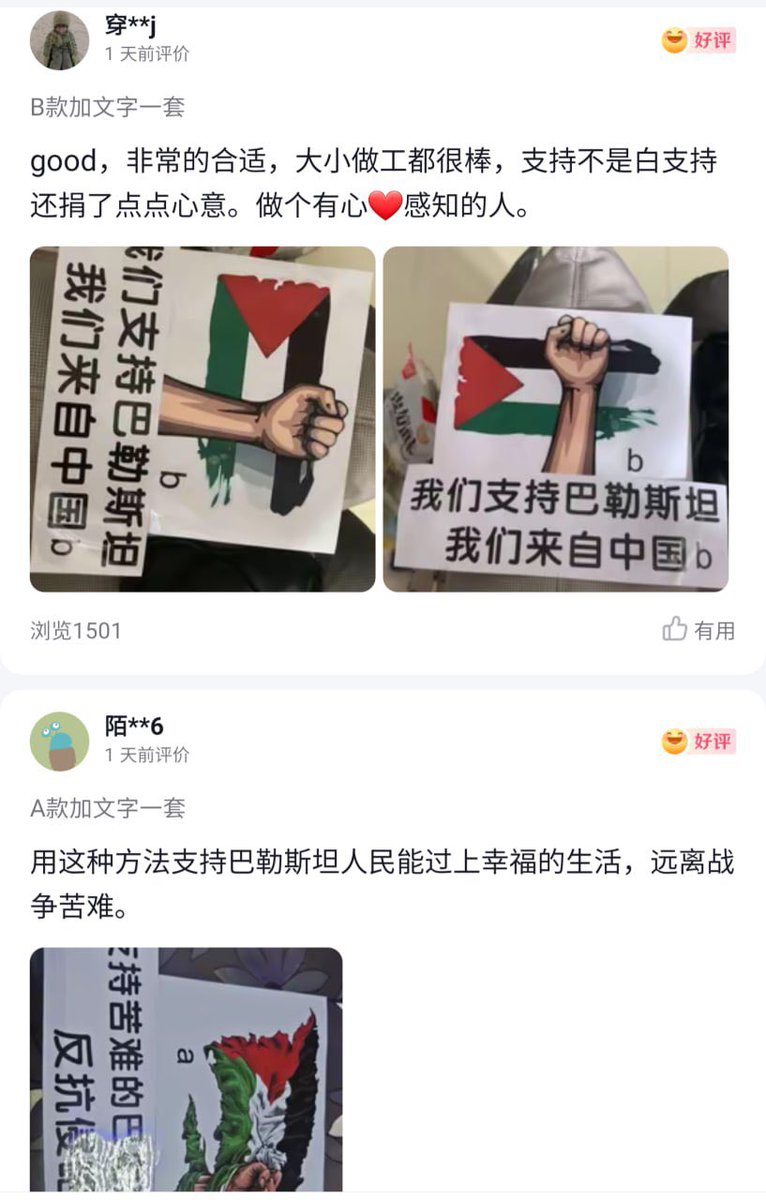 穿**j
1 天前评价
好评
B款加文字一套
good，非常的合适，大小做工都很棒，支持不是白支持
还捐了点点心意。做个有心❤️感知的人。
我们支持巴勒斯坦
我们来自中国b
b
b
我们支持巴勒斯坦
我们来自中国b
浏览1501
有用
陌**6
1 天前评价
好评
A款加文字一套
用这种方法支持巴勒斯坦人民能过上幸福的生活，远离战
争苦难。
支持苦难的巴
反抗侵
a